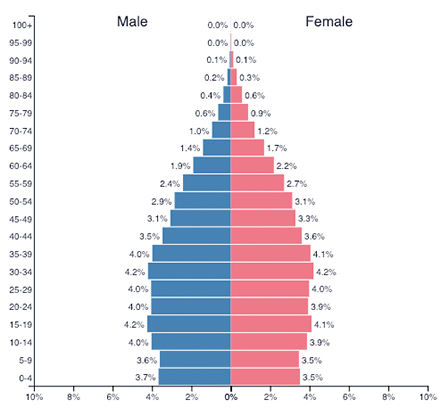 Male Female
100+ 0.0% 0.0%
95-99 0.0% 0.0%
90-94 0.1% 0.1%
85-89 0.2% 0.3%
80-84 0.4% 0.6%
75-79 0.6% 0.9%
70-74 1.0% 1.2%
65-69 1.4% 1.7%
60-64 1.9% 2.2%
55-59 2.4% 2.7%
50-54 2.9% 3.1%
45-49 3.1% 3.3%
40-44 3.5% 3.6%
35-39 4.0% 4.1%
30-34 4.2% 4.2%
25-29 4.0% 4.0%
20-24 4.0% 3.9%
15-19 4.2% 4.1%
10-14 4.0% 3.9%
5-9 3.6% 3.5%
0-4 3.7% 3.5%
10% 8% 6% 4% 2% 0% 2% 4% 6% 8% 10%